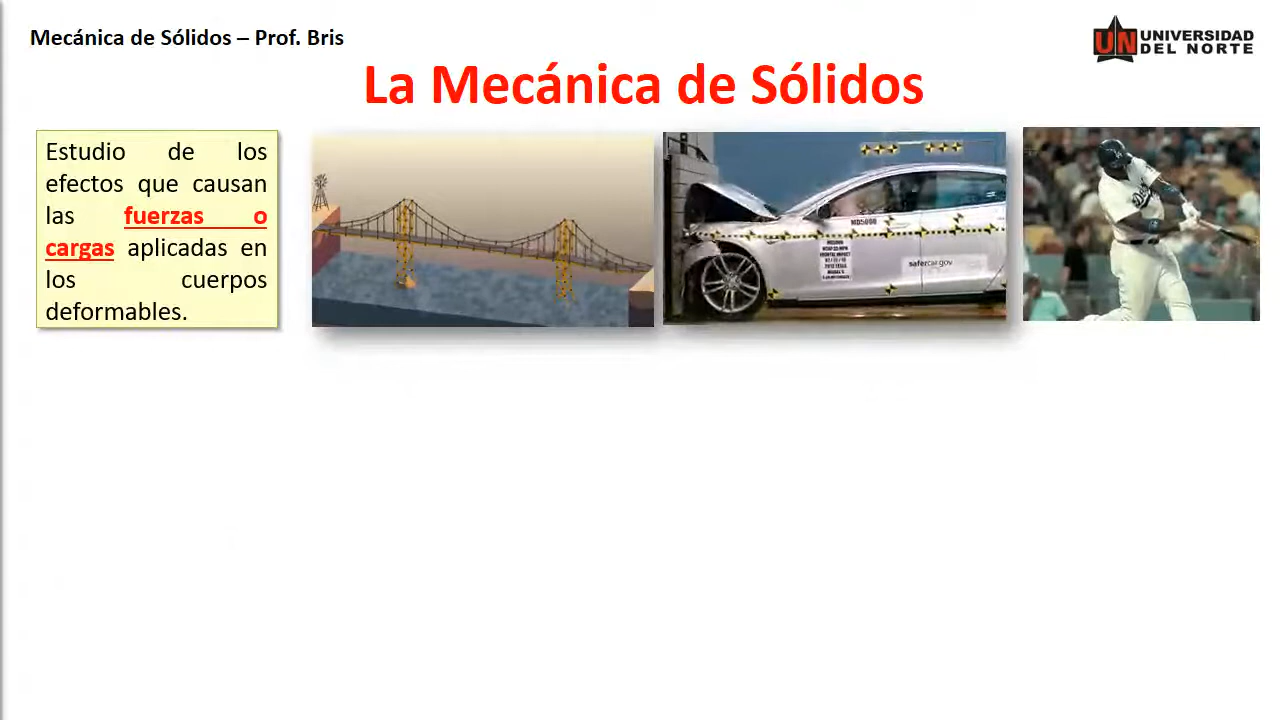 Mecánica de Sólidos – Prof. Bris
UNIVERSIDAD
DEL NORTE
La Mecánica de Sólidos
Estudio de los
efectos que causan
las fuerzas o
cargas aplicadas en
los cuerpos
deformables.
MD5000
safercar.gov